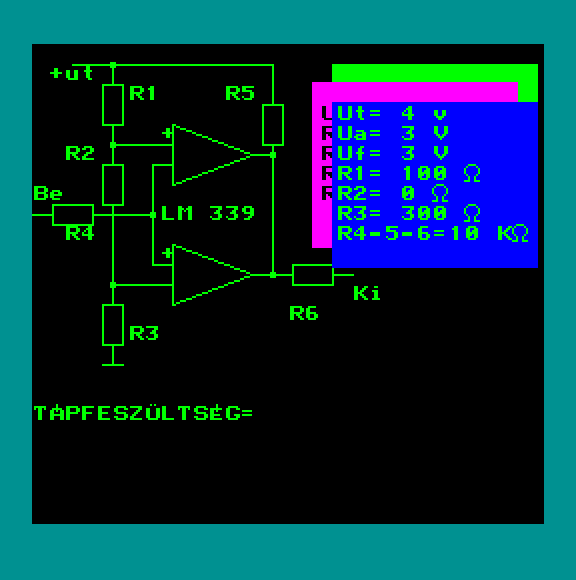 +ut
R1 R5
R2
Be
R4
LM 339
+
+
Ki
R6
R3
Ut= 4 v
Ua= 3 V
Uf= 3 V
R1= 100 Ω
R2= 0 Ω
R3= 300 Ω
R4-5-6=10 KΩ
TÁPFESZÜLTSÉG=